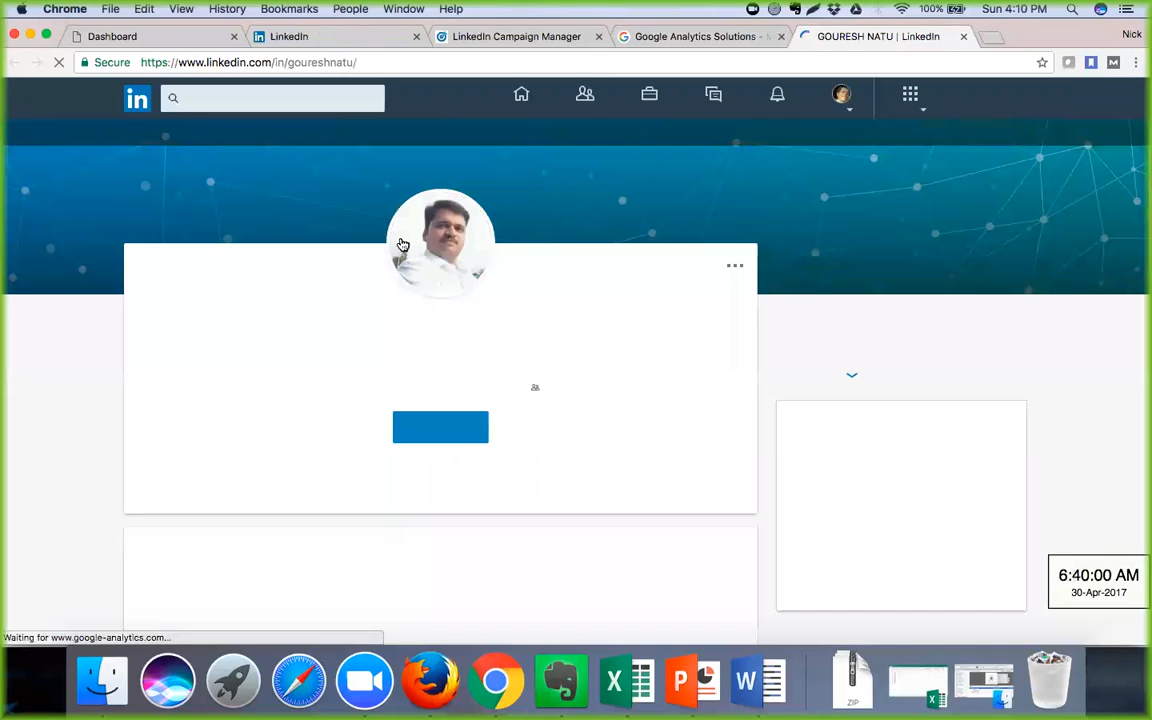 Chrome File Edit View History Bookmarks People Window Help 100% Sun 4:10 PM
Dashboard LinkedIn LinkedIn Campaign Manager Google Analytics Solutions - M GOURESH NATU | LinkedIn Nick
Secure https://www.linkedin.com/in/goureshnatu/
in
6:40:00 AM
30-Apr-2017
Waiting for www.google-analytics.com...
ZIP